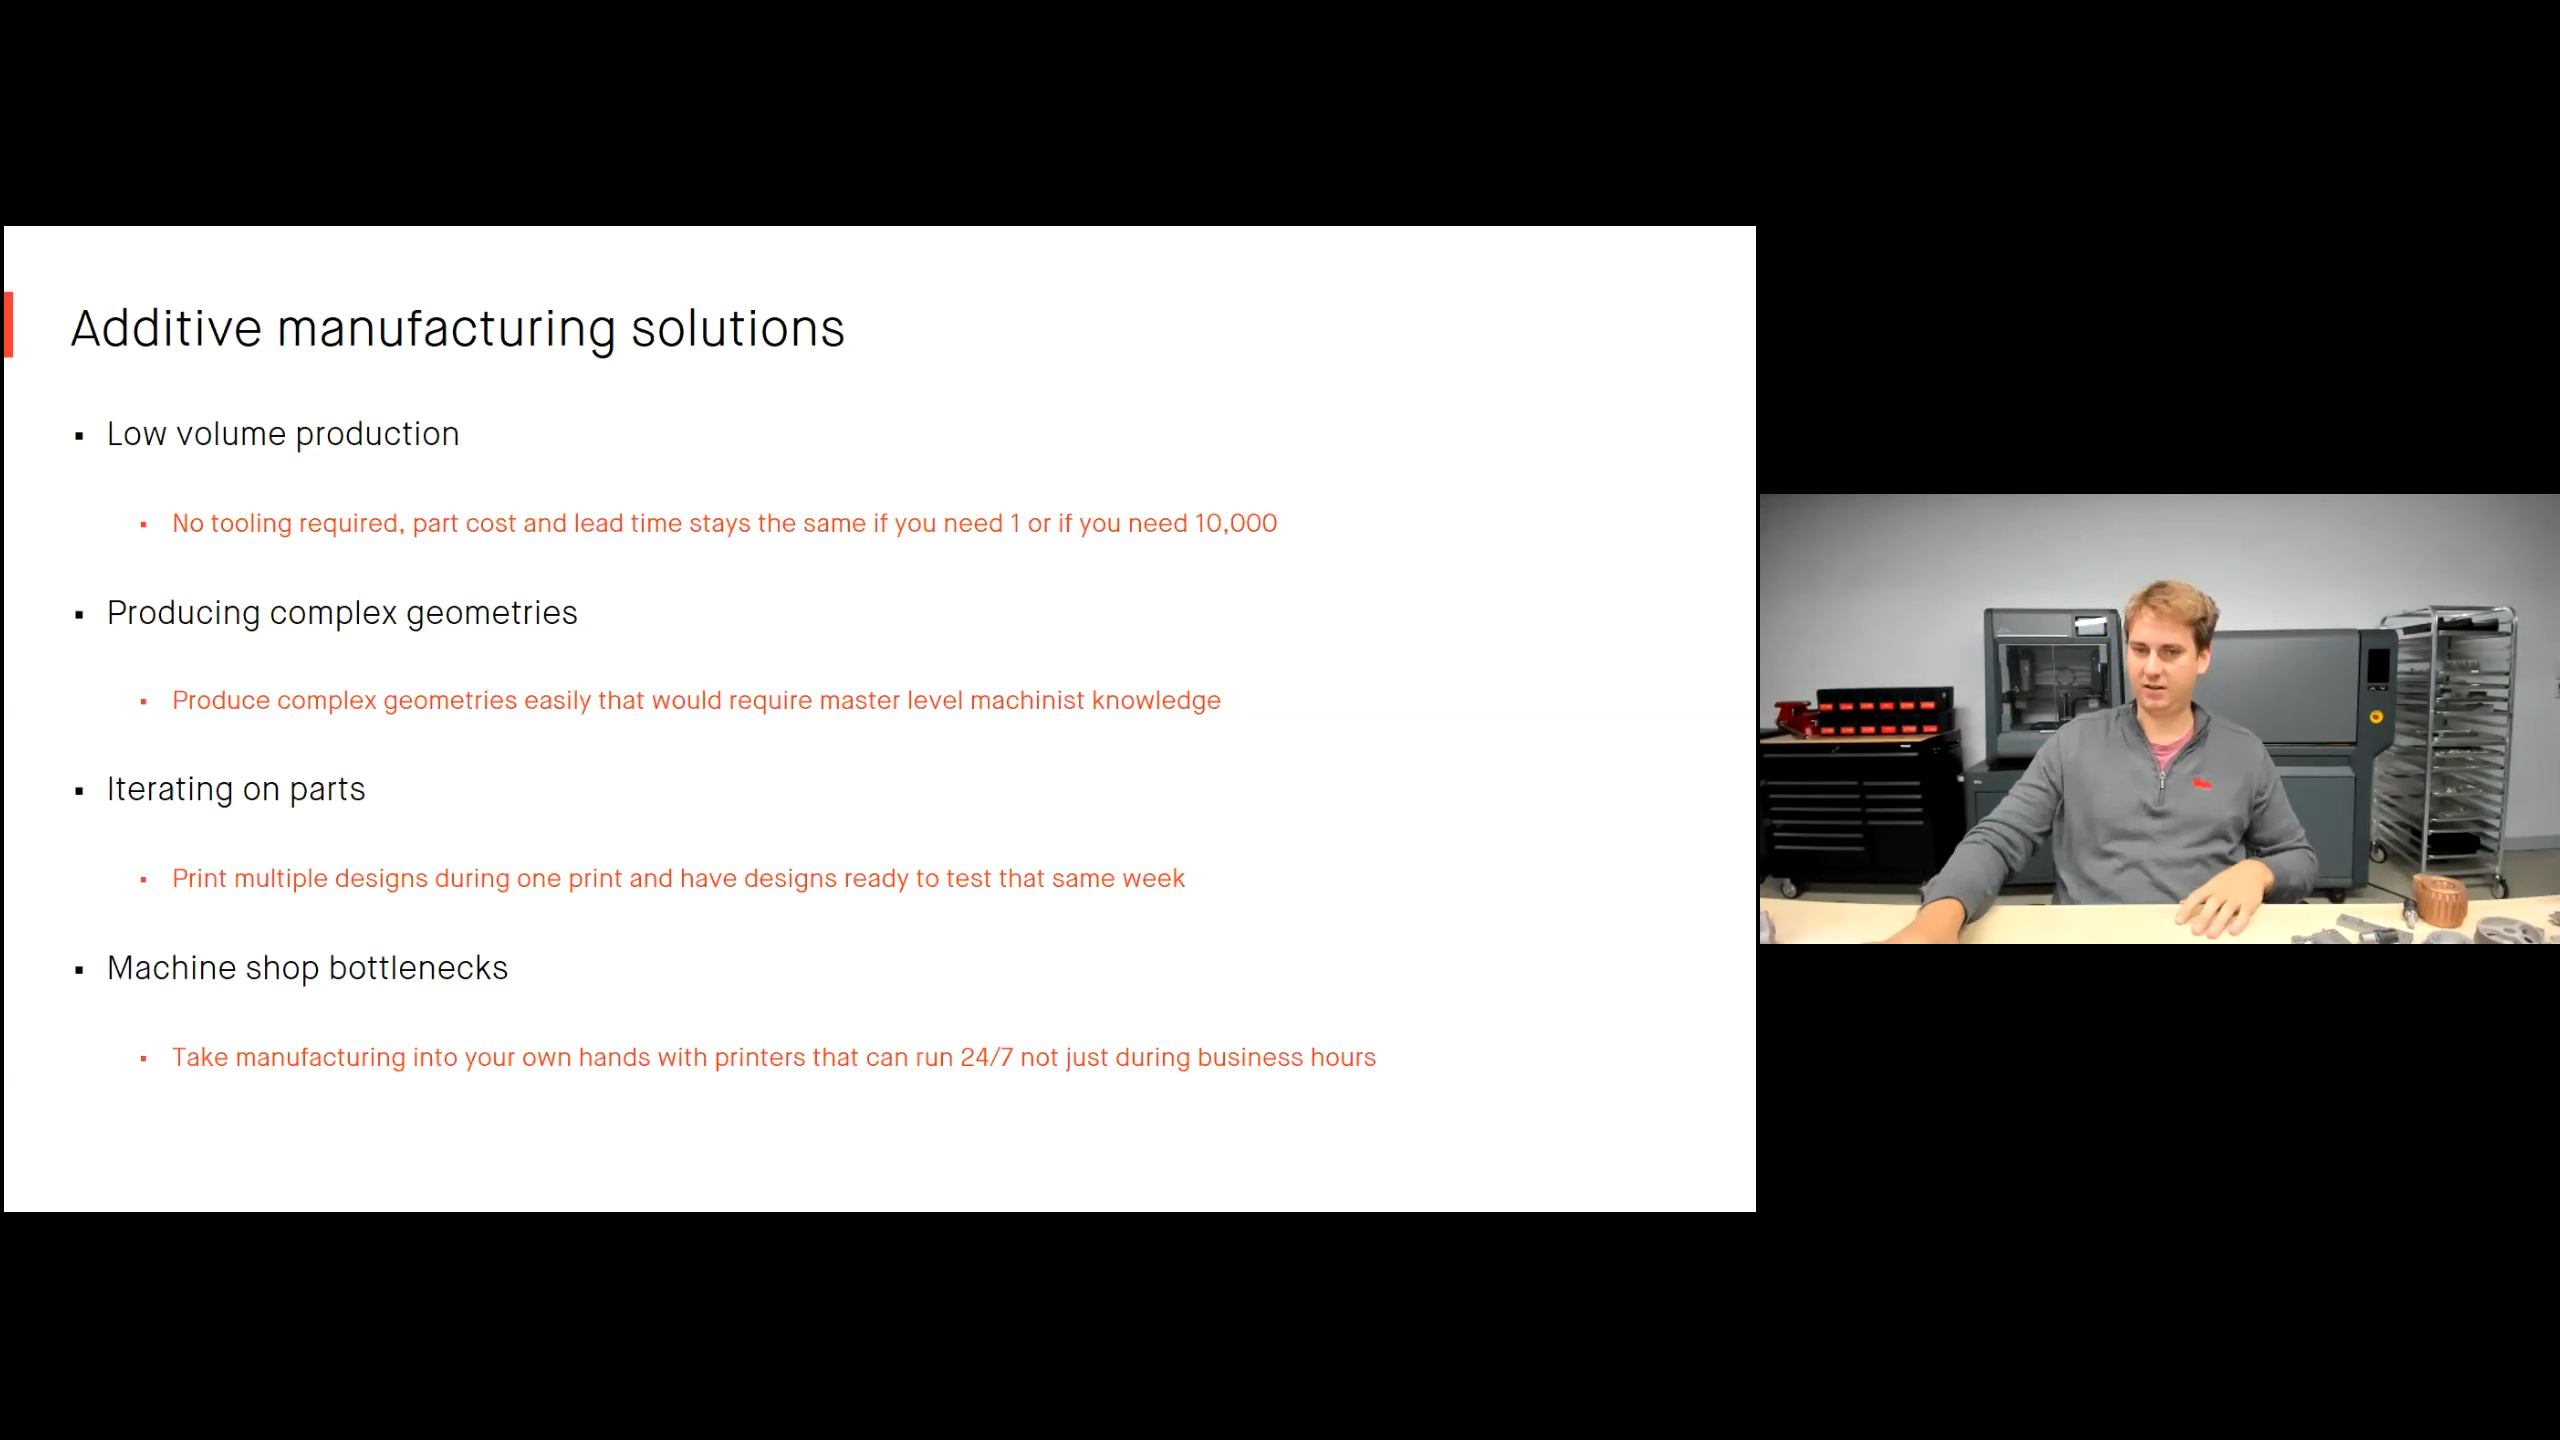 Additive manufacturing solutions
Low volume production
No tooling required, part cost and lead time stays the same if you need 1 or if you need 10,000
Producing complex geometries
Produce complex geometries easily that would require master level machinist knowledge
Iterating on parts
Print multiple designs during one print and have designs ready to test that same week
Machine shop bottlenecks
Take manufacturing into your own hands with printers that can run 24/7 not just during business hours